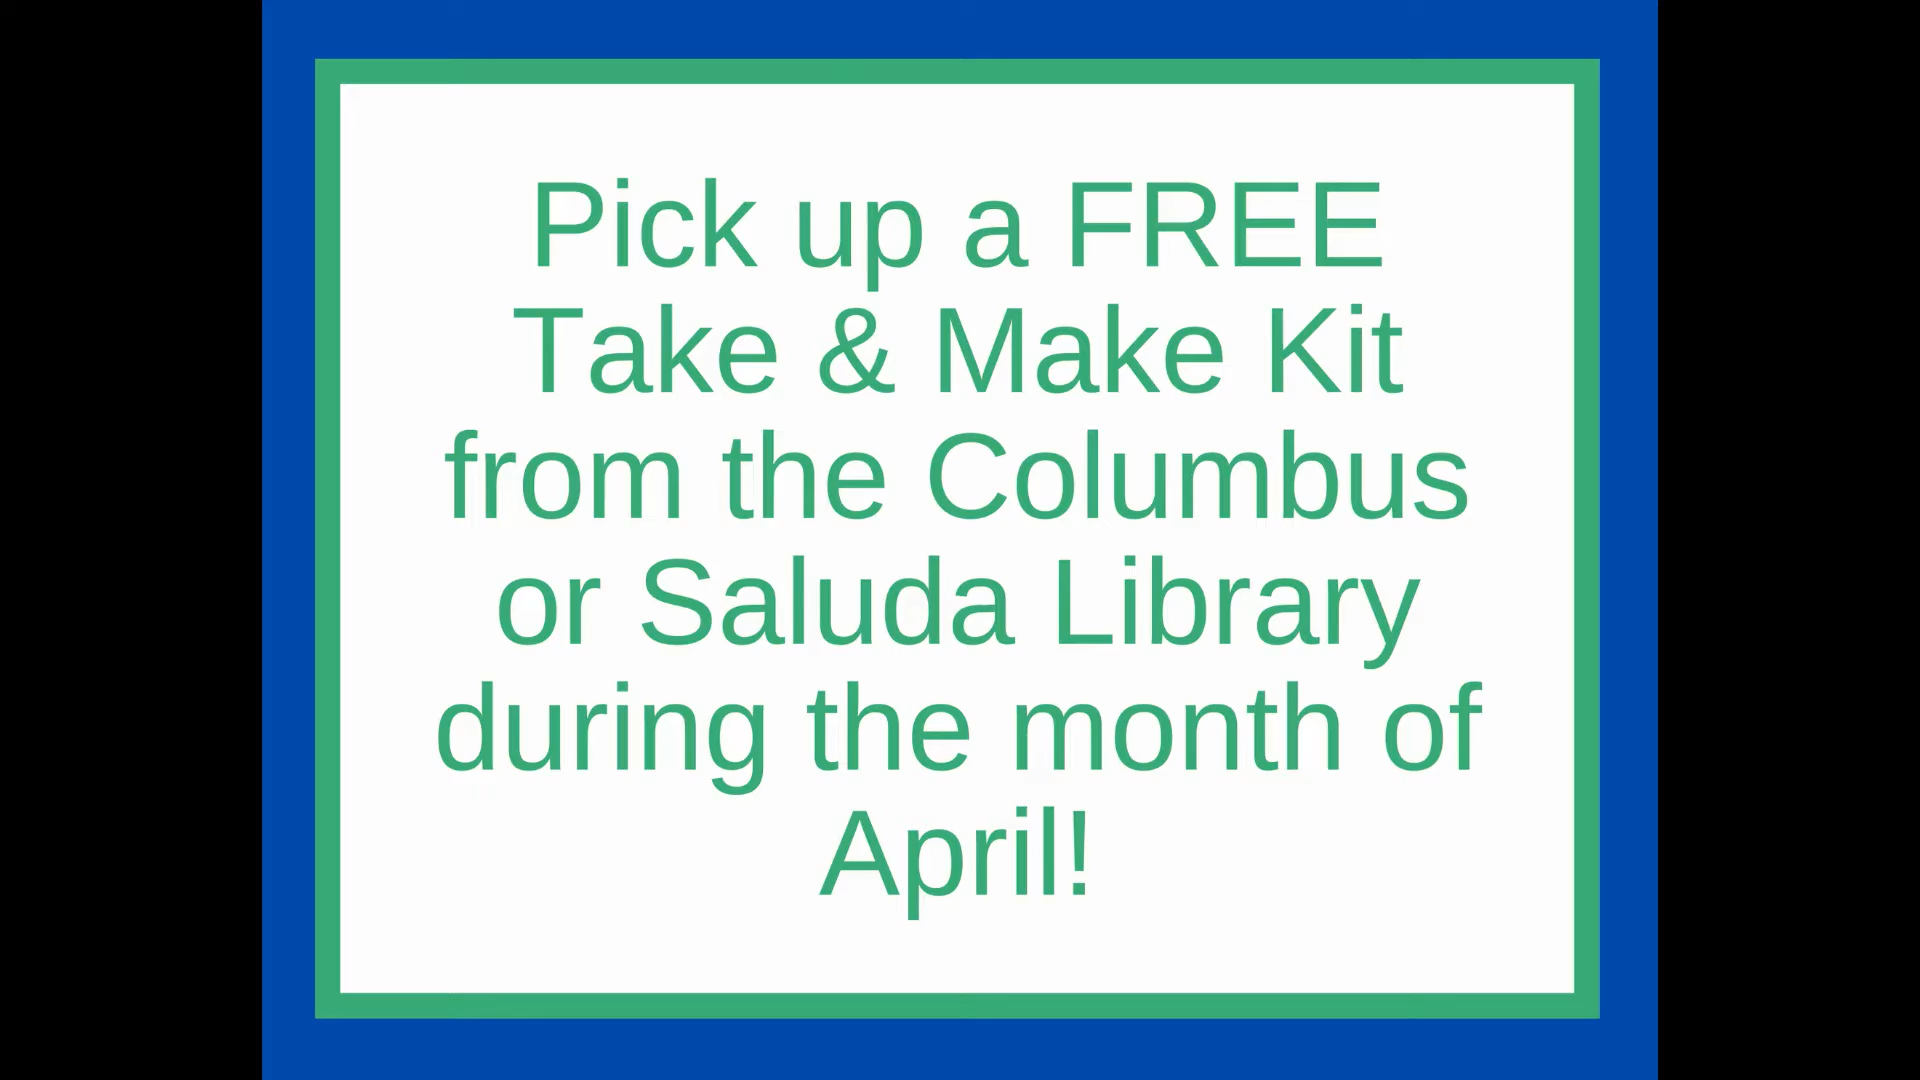 Pick up a FREE
Take & Make Kit
from the Columbus
or Saluda Library
during the month of
April!